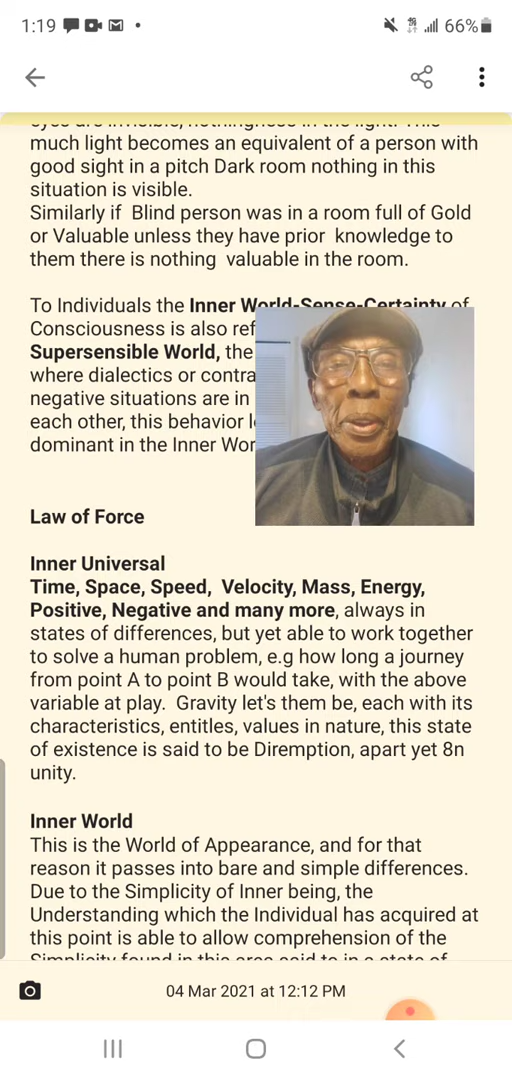 1:19
66%
much light becomes an equivalent of a person with
good sight in a pitch Dark room nothing in this
situation is visible.
Similarly if Blind person was in a room full of Gold
or Valuable unless they have prior knowledge to
them there is nothing valuable in the room.
To Individuals the Inner World-Sense-Certainty of
Consciousness is also ref
Supersensible World, the
where dialectics or contra
negative situations are in
each other, this behavior
dominant in the Inner Wor
Law of Force
Inner Universal
Time, Space, Speed, Velocity, Mass, Energy,
Positive, Negative and many more, always in
states of differences, but yet able to work together
to solve a human problem, e.g how long a journey
from point A to point B would take, with the above
variable at play. Gravity let's them be, each with its
characteristics, entitles, values in nature, this state
of existence is said to be Diremption, apart yet 8n
unity.
Inner World
This is the World of Appearance, and for that
reason it passes into bare and simple differences.
Due to the Simplicity of Inner being, the
Understanding which the Individual has acquired at
this point is able to allow comprehension of the
04 Mar 2021 at 12:12 PM